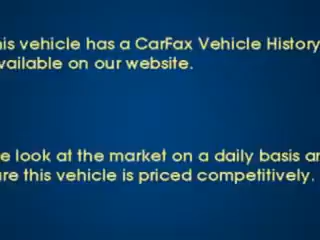 his vehicle has a CarFax Vehicle History
vailable on our website.
e look at the market on a daily basis an
ure this vehicle is priced competitively.